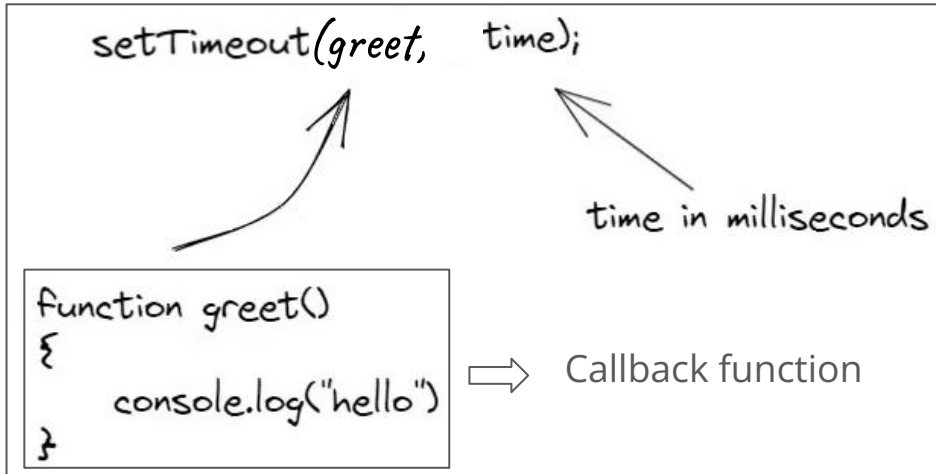 setTimeout(greet, time);
time in milliseconds
function greet()
{
console.log("hello")
}
Callback function